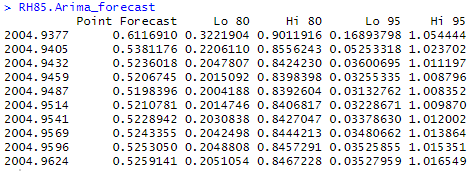 > RH85.Arima_forecast
Point Forecast Lo 80 Hi 80 Lo 95 Hi 95
2004.9377 0.6116910 0.3221904 0.9011916 0.16893798 1.054444
2004.9405 0.5381176 0.2206110 0.8556243 0.05253318 1.023702
2004.9432 0.5236018 0.2047807 0.8424230 0.03600695 1.011197
2004.9459 0.5206745 0.2015092 0.8398398 0.03255335 1.008796
2004.9487 0.5198396 0.2004188 0.8392604 0.03132762 1.008352
2004.9514 0.5210781 0.2014746 0.8406817 0.03228671 1.009870
2004.9541 0.5228942 0.2030838 0.8427047 0.03378630 1.012002
2004.9569 0.5243355 0.2042498 0.8444213 0.03480662 1.013864
2004.9596 0.5253050 0.2048808 0.8457291 0.03525855 1.015351
2004.9624 0.5259141 0.2051054 0.8467228 0.03527959 1.016549